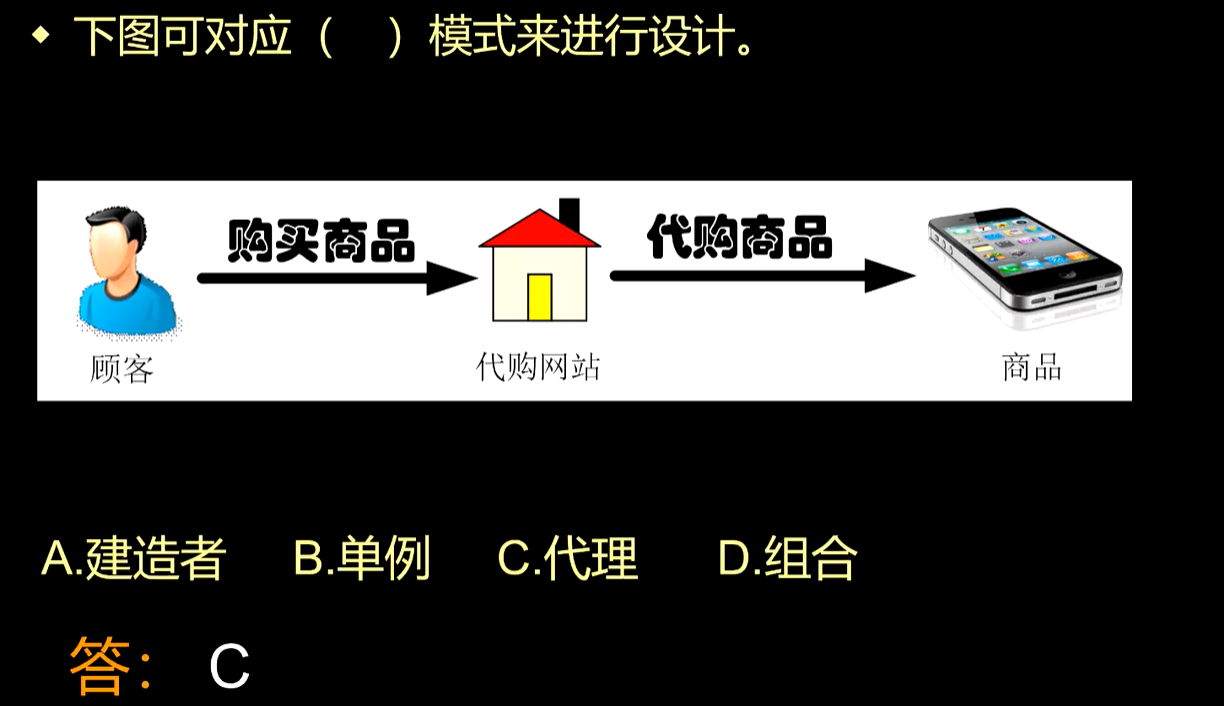 下图可对应（ ）模式来进行设计。
购买商品 代购商品
顾客 代购网站 商品
A.建造者 B.单例 C.代理 D.组合
答： C